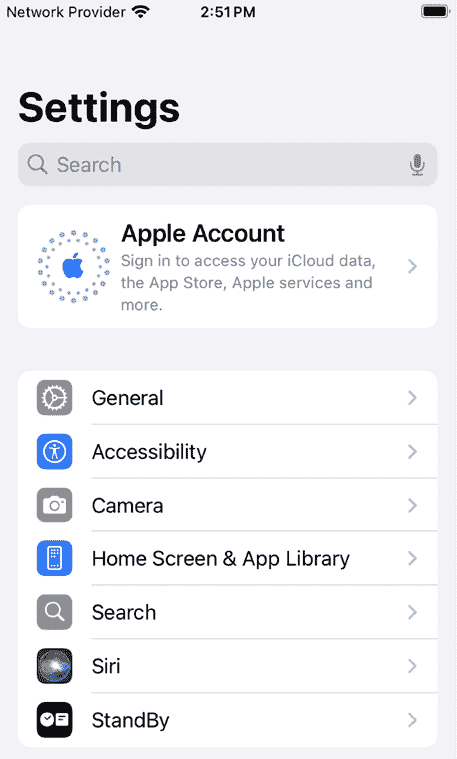 Network Provider 2:51 PM
Settings
Search
Apple Account
Sign in to access your iCloud data,
the App Store, Apple services and
more.
General
Accessibility
Camera
Home Screen & App Library
Search
Siri
StandBy